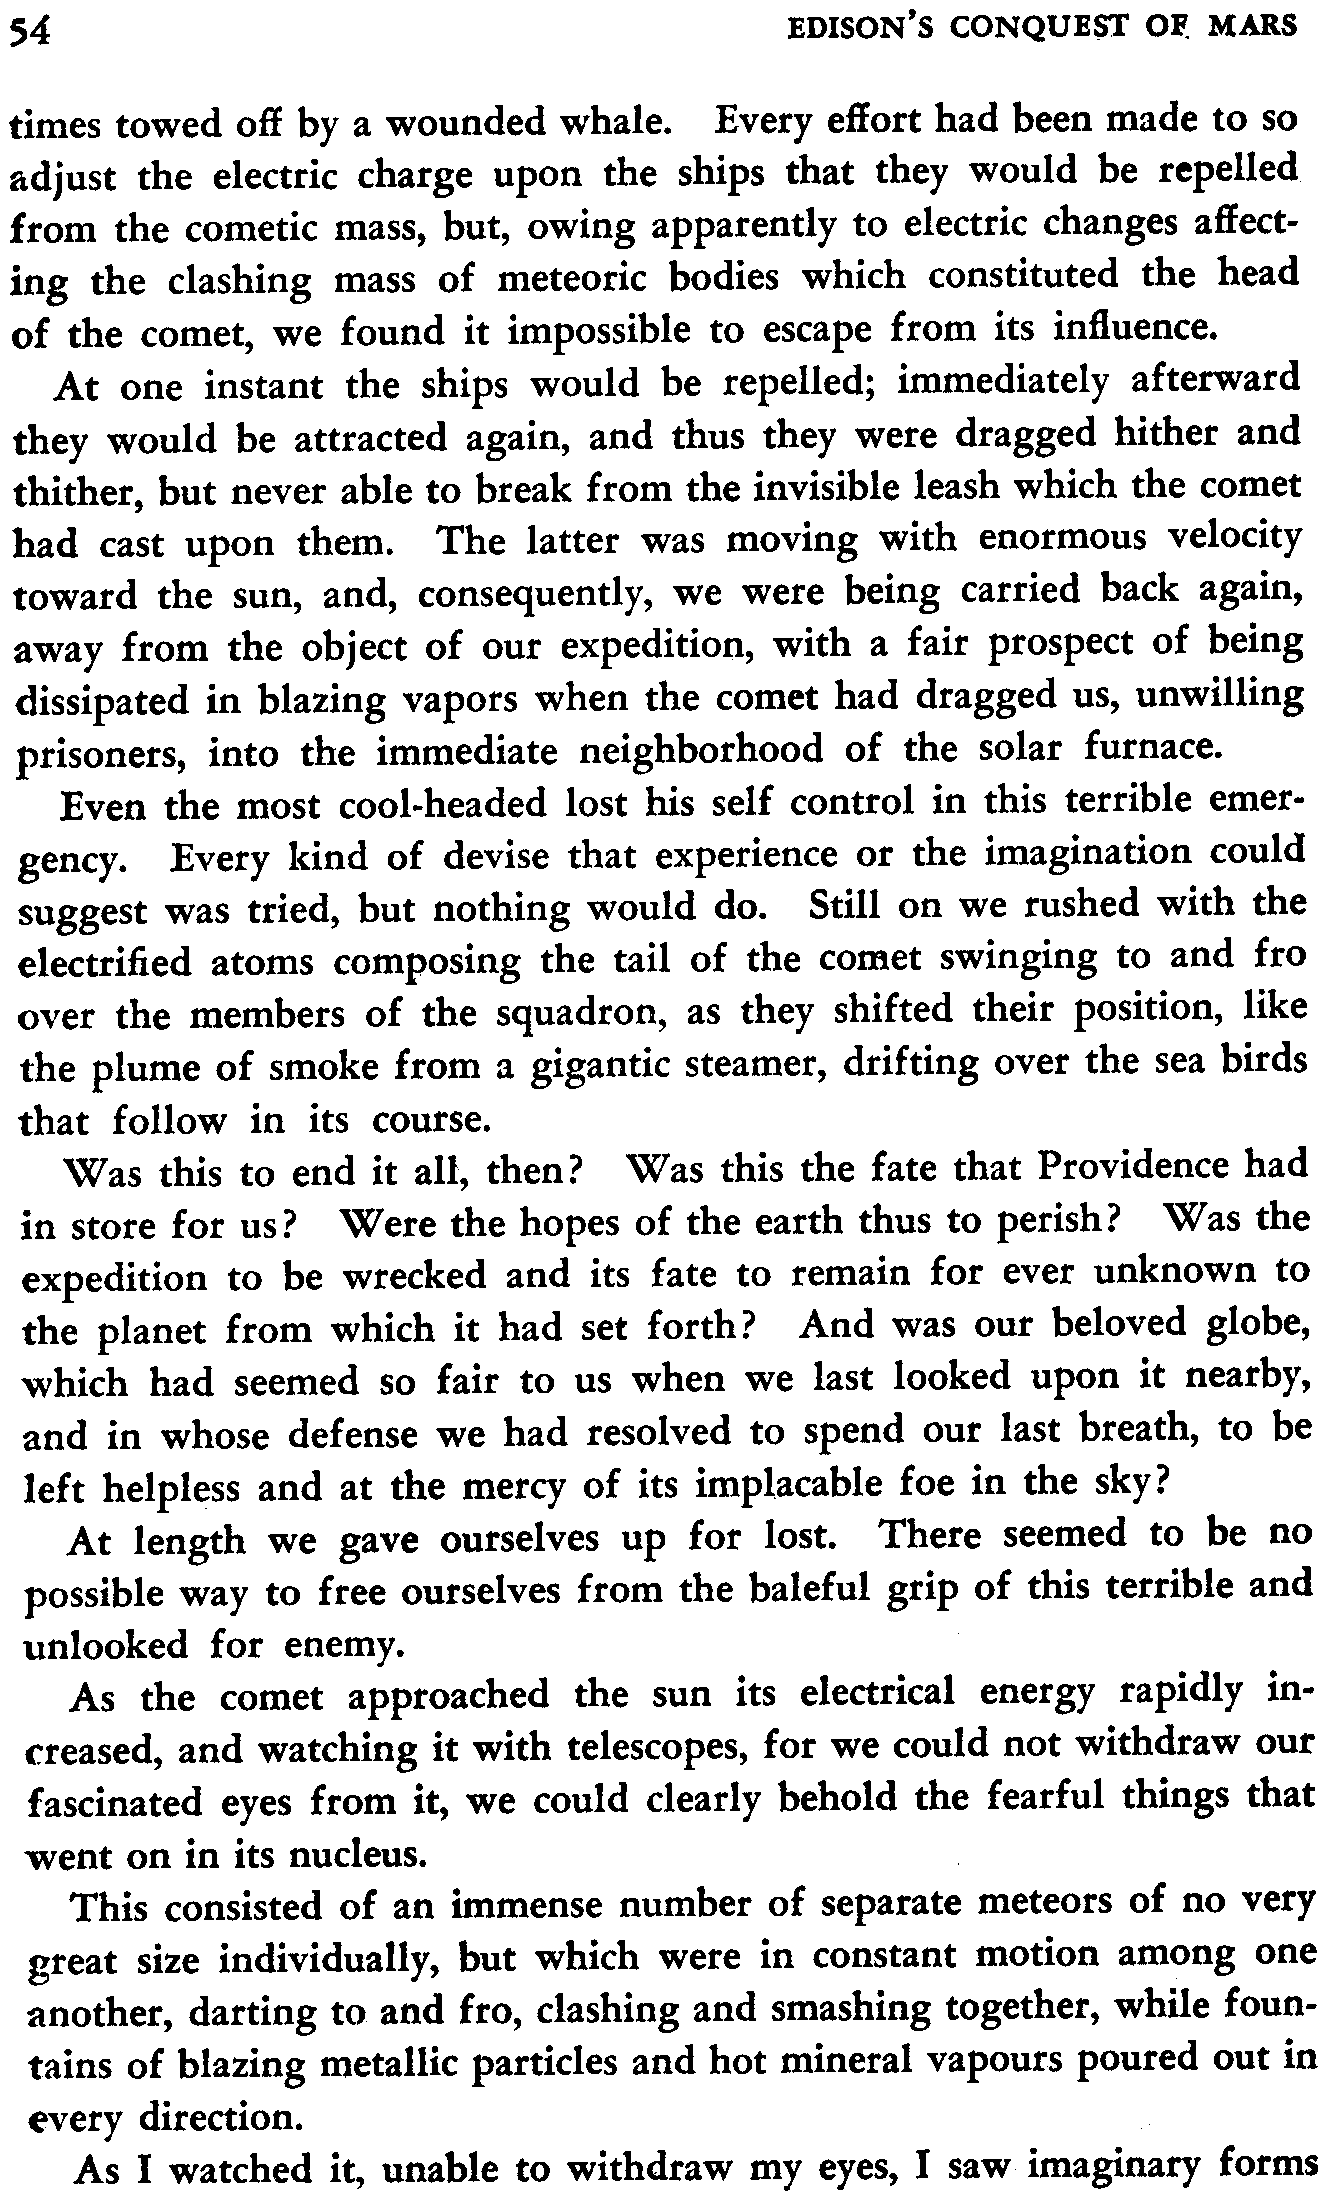 54 EDISON'S CONQUEST OF MARS
times towed off by a wounded whale. Every effort had been made to so
adjust the electric charge upon the ships that they would be repelled
from the cometic mass, but, owing apparently to electric changes affect-
ing the clashing mass of meteoric bodies which constituted the head
of the comet, we found it impossible to escape from its influence.
At one instant the ships would be repelled; immediately afterward
they would be attracted again, and thus they were dragged hither and
thither, but never able to break from the invisible leash which the comet
had cast upon them. The latter was moving with enormous velocity
toward the sun, and, consequently, we were being carried back again,
away from the object of our expedition, with a fair prospect of being
dissipated in blazing vapors when the comet had dragged us, unwilling
prisoners, into the immediate neighborhood of the solar furnace.
Even the most cool-headed lost his self control in this terrible emer-
gency. Every kind of devise that experience or the imagination could
suggest was tried, but nothing would do. Still on we rushed with the
electrified atoms composing the tail of the comet swinging to and fro
over the members of the squadron, as they shifted their position, like
the plume of smoke from a gigantic steamer, drifting over the sea birds
that follow in its course.
Was this to end it all, then? Was this the fate that Providence had
in store for us? Were the hopes of the earth thus to perish? Was the
expedition to be wrecked and its fate to remain for ever unknown to
the planet from which it had set forth? And was our beloved globe,
which had seemed so fair to us when we last looked upon it nearby,
and in whose defense we had resolved to spend our last breath, to be
left helpless and at the mercy of its implacable foe in the sky?
At length we gave ourselves up for lost. There seemed to be no
possible way to free ourselves from the baleful grip of this terrible and
unlooked for enemy.
As the comet approached the sun its electrical energy rapidly in-
creased, and watching it with telescopes, for we could not withdraw our
fascinated eyes from it, we could clearly behold the fearful things that
went on in its nucleus.
This consisted of an immense number of separate meteors of no very
great size individually, but which were in constant motion among one
another, darting to and fro, clashing and smashing together, while foun-
tains of blazing metallic particles and hot mineral vapours poured out in
every direction.
As I watched it, unable to withdraw my eyes, I saw imaginary forms